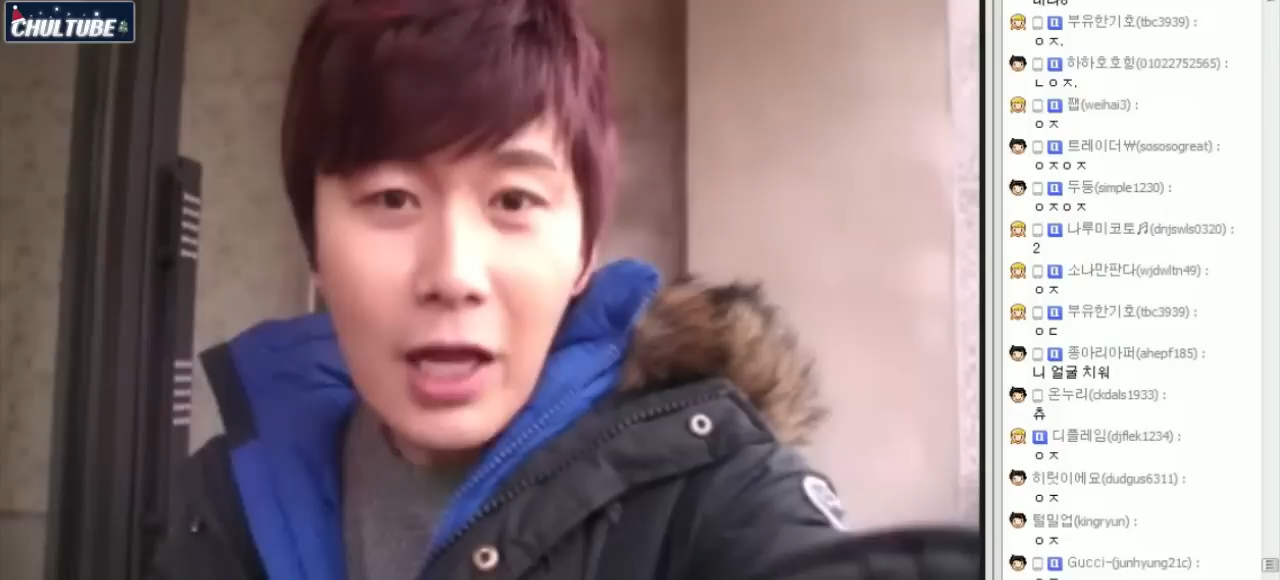 CHULTUBE
부유한기호(tbc3939) :
ㅇㅈ.
하하호호힝(01022752565) :
ㄴㅇㅈ.
쨉(weihai3) :
ㅇㅈ
트레이더₩(sososogreat) :
ㅇㅈㅇㅈ
두둥(simple1230) :
ㅇㅈㅇㅈ
나루미코토♬(dnjswls0320) :
2
소나만판다(wjdwltn49) :
ㅇㅈ
부유한기호(tbc3939) :
ㅇㄷ
종아리아퍼(ahepf185) :
니 얼굴 치워
온누리(ckdals1933) :
츄
디플레임(djflek1234) :
ㅇㅈ
히럿이에요(dudgus6311) :
ㅇㅈ
털밀업(kingryun) :
ㅇㅈ
Gucci-(junhyung21c) :